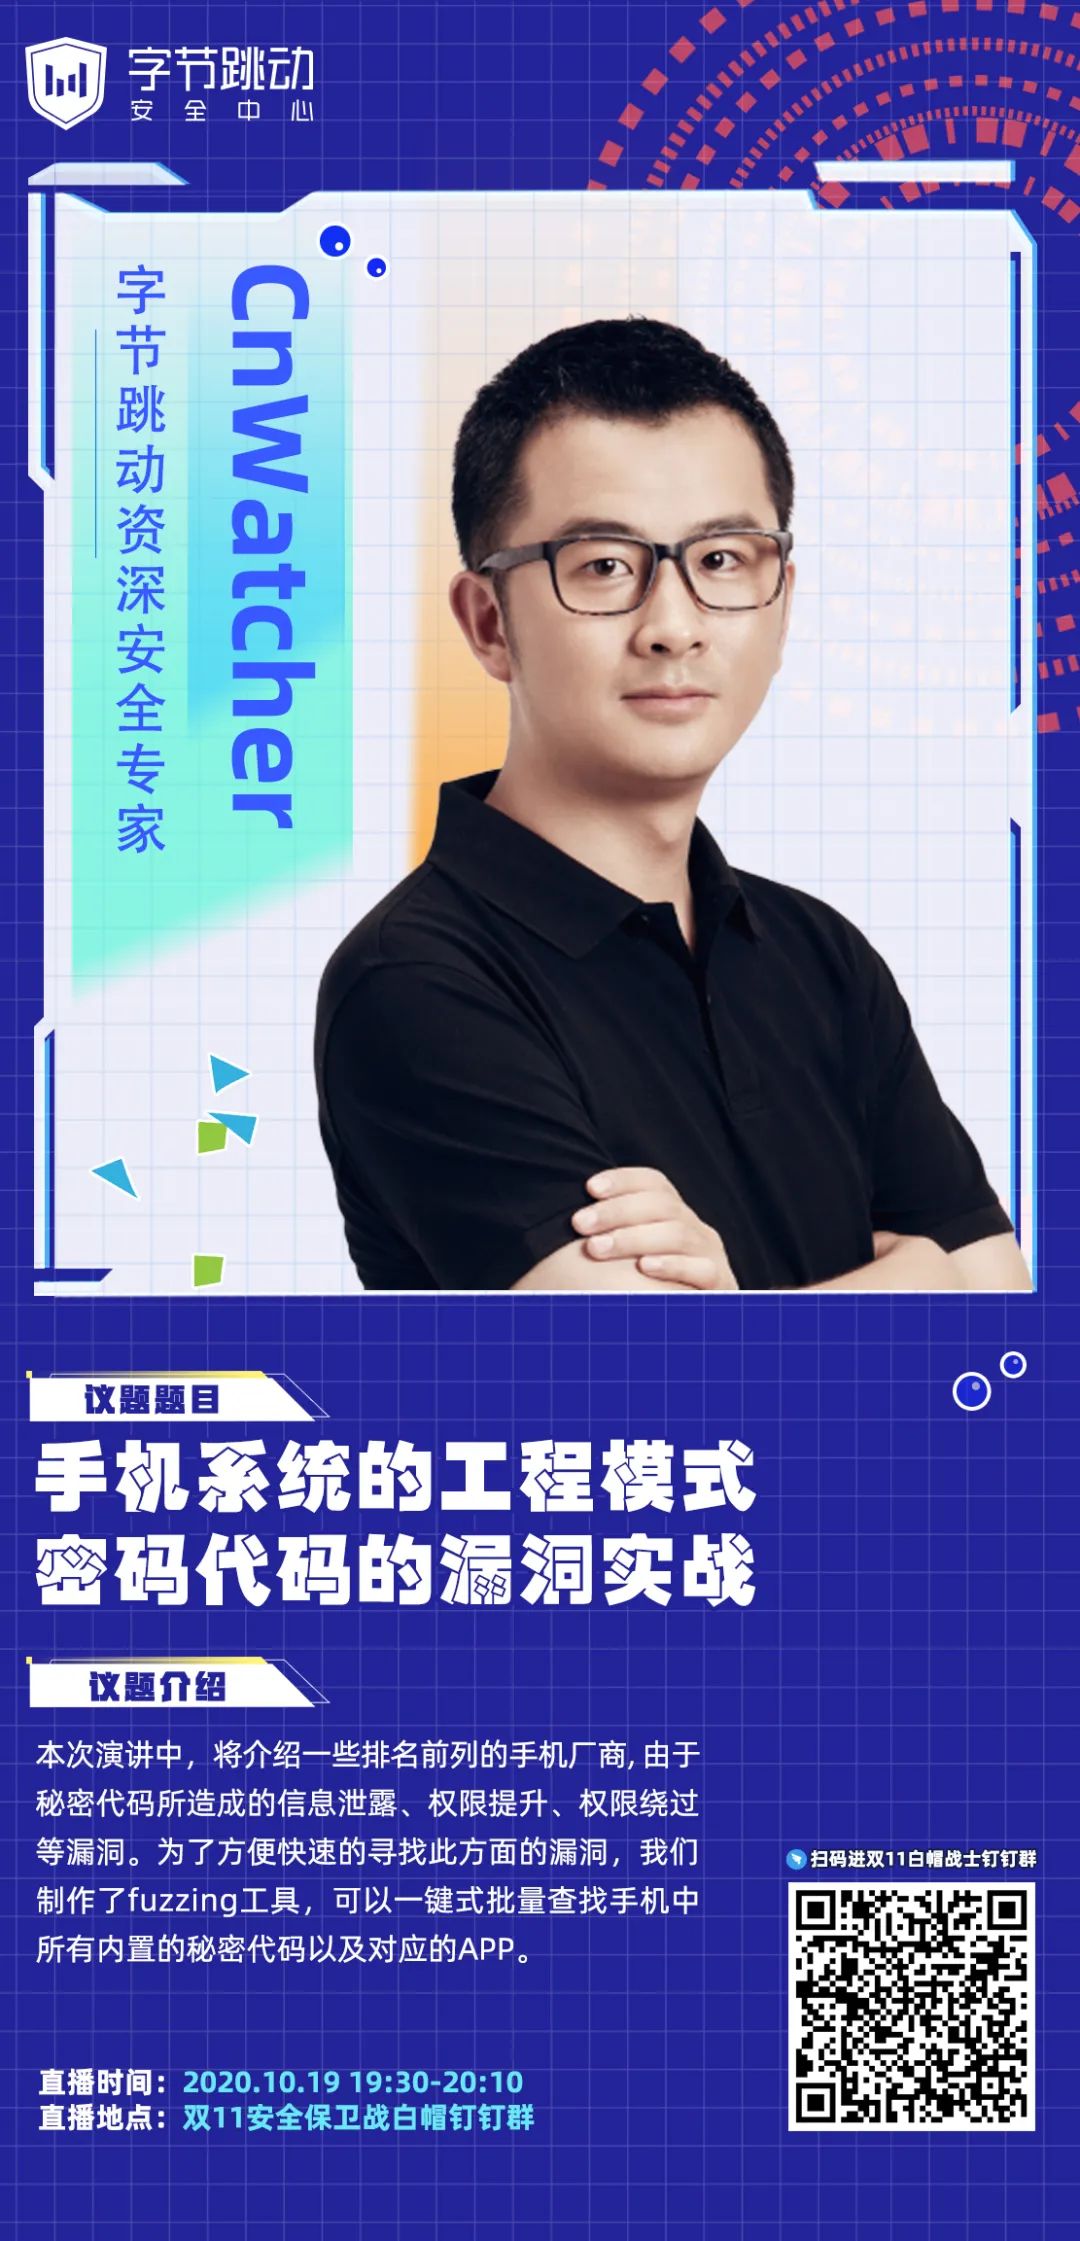 字节跳动
安全中心
CnWatcher
字节跳动资深安全专家
议题题目
手机系统的工程模式
密码代码的漏洞实战
议题介绍
本次演讲中，将介绍一些排名前列的手机厂商,由于
秘密代码所造成的信息泄露、权限提升、权限绕过
等漏洞。为了方便快速的寻找此方面的漏洞，我们
制作了fuzzing工具，可以一键式批量查找手机中
所有内置的秘密代码以及对应的APP。
扫码进双11白帽战士钉钉群
直播时间：2020.10.19 19:30-20:10
直播地点：双11安全保卫战白帽钉钉群